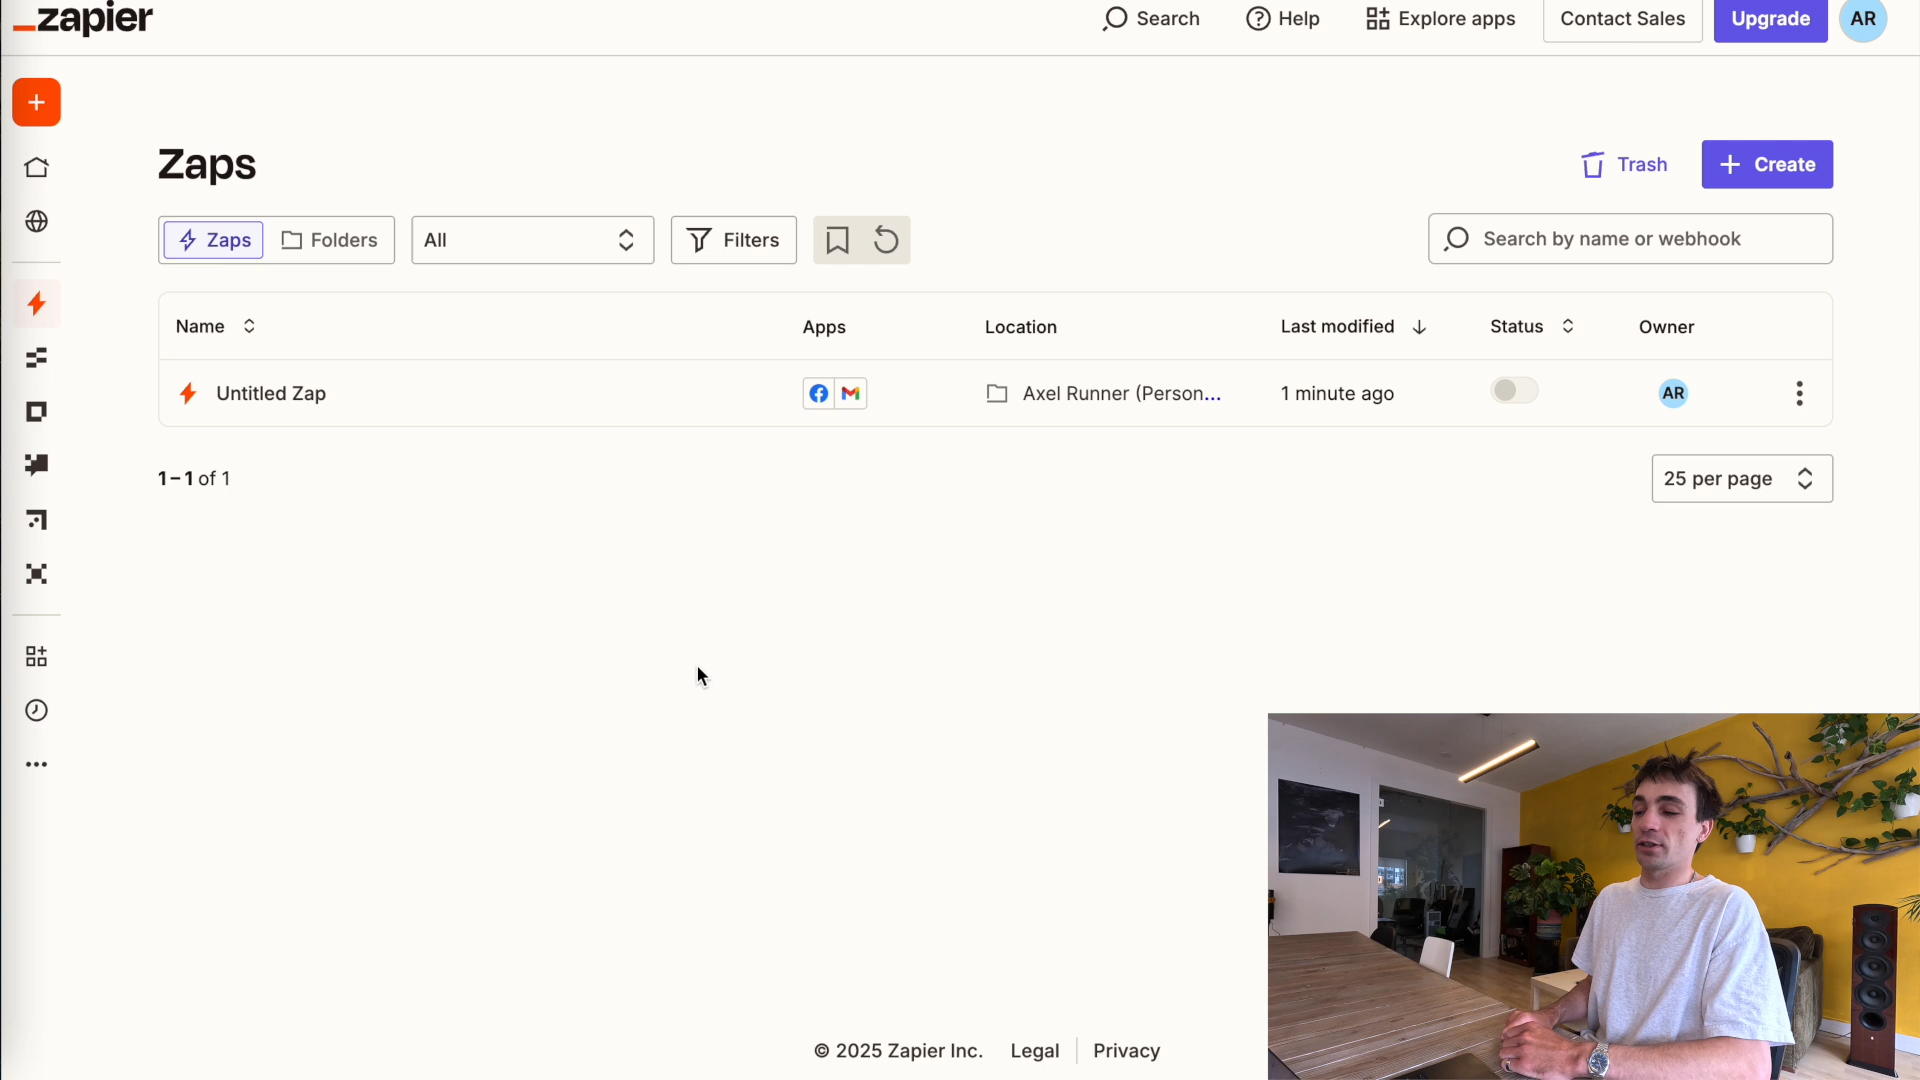 zapier
Search
Help
Explore apps
Contact Sales
Upgrade
AR
Zaps
Trash
Create
Zaps
Folders
All
Filters
Search by name or webhook
Name
Apps
Location
Last modified
Status
Owner
Untitled Zap
Axel Runner (Person...
1 minute ago
AR
1–1 of 1
25 per page
© 2025 Zapier Inc.
Legal
Privacy